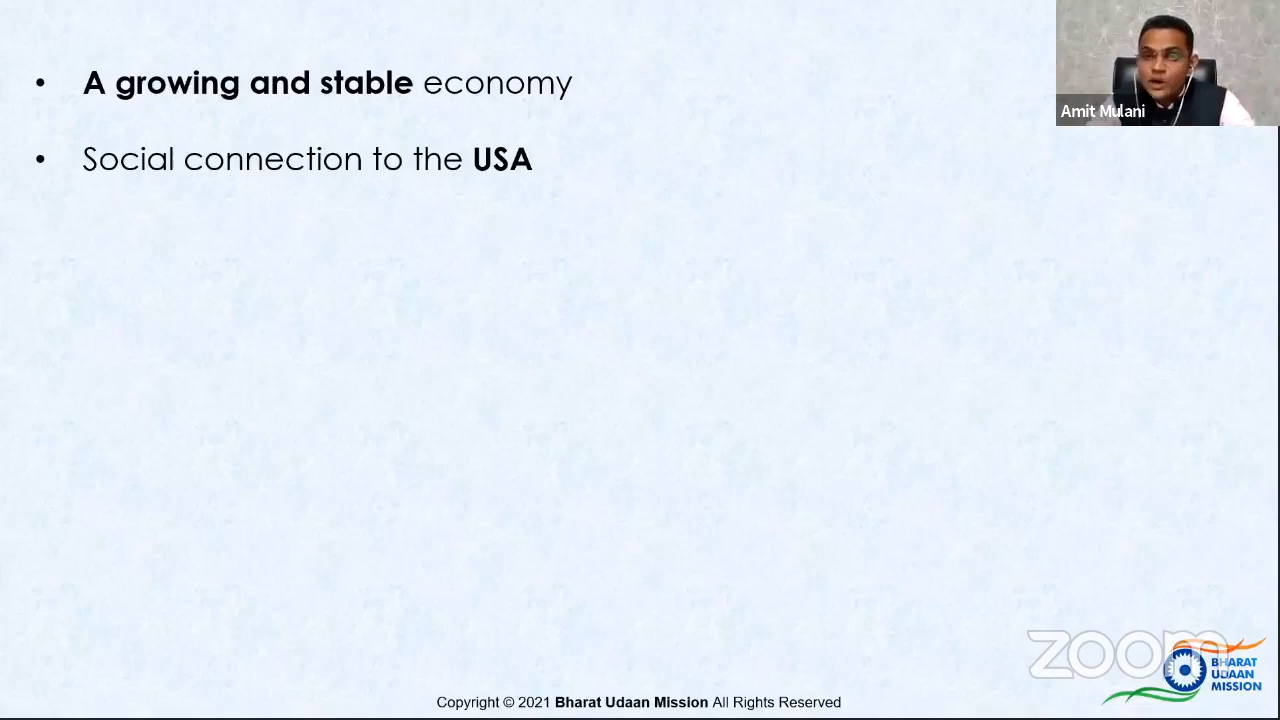 • A growing and stable economy
• Social connection to the USA
Amit Mulani
zoom
BHARAT
UDAAN
MISSION
Copyright © 2021 Bharat Udaan Mission All Rights Reserved